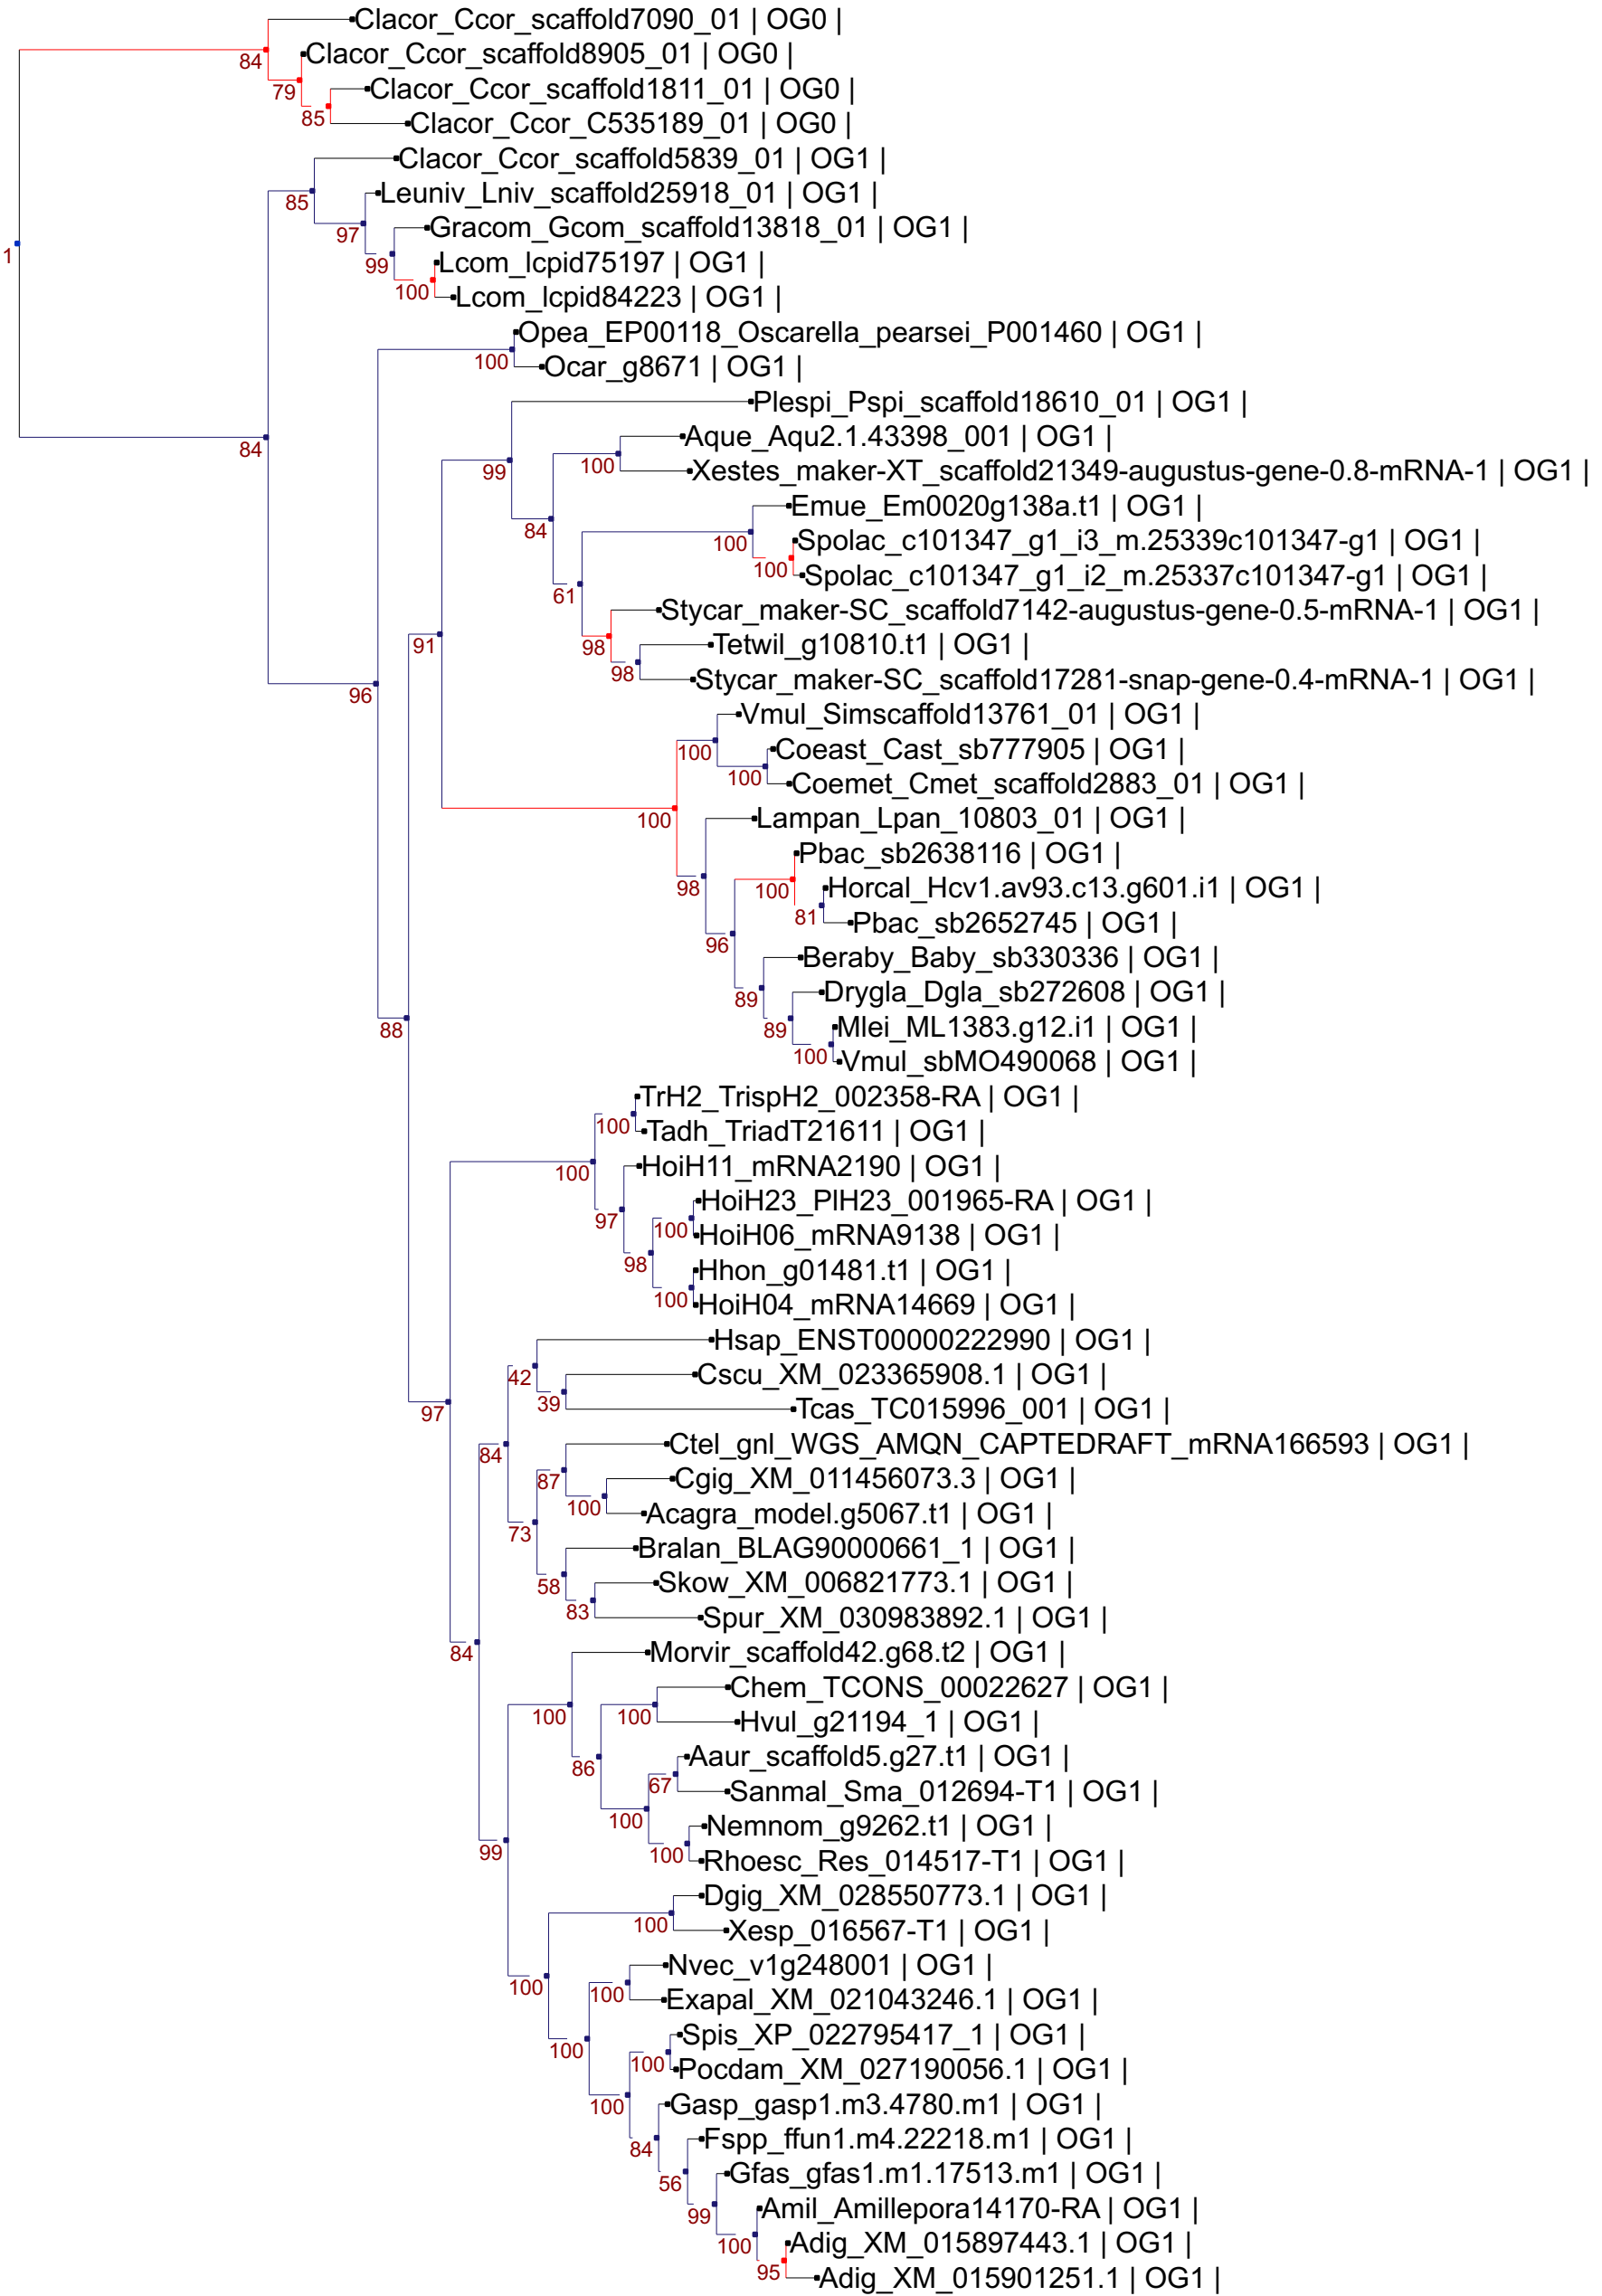 Clacor_Ccor_scaffold7090_01 | OG0 |
84
Clacor_Ccor_scaffold8905_01 | OG0 |
79
Clacor_Ccor_scaffold1811_01 | OG0 |
85
Clacor_Ccor_C535189_01 | OG0 |
Clacor_Ccor_scaffold5839_01 | OG1 |
85
Leuniv_Lniv_scaffold25918_01 | OG1 |
97
Gracom_Gcom_scaffold13818_01 | OG1 |
1
99
Lcom_lcpid75197 | OG1 |
100
Lcom_lcpid84223 | OG1 |
Opea_EP00118_Oscarella_pearsei_P001460 | OG1 |
100
Ocar_g8671 | OG1 |
Plespi_Pspi_scaffold18610_01 | OG1 |
84
Aque_Aqu2.1.43398_001 | OG1 |
99
100
Xestes_maker-XT_scaffold21349-augustus-gene-0.8-mRNA-1 | OG1 |
Emue_Em0020g138a.t1 | OG1 |
84
100
Spolac_c101347_g1_i3_m.25339c101347-g1 | OG1 |
100
Spolac_c101347_g1_i2_m.25337c101347-g1 | OG1 |
61
Stycar_maker-SC_scaffold7142-augustus-gene-0.5-mRNA-1 | OG1 |
91
98
Tetwil_g10810.t1 | OG1 |
98
Stycar_maker-SC_scaffold17281-snap-gene-0.4-mRNA-1 | OG1 |
96
Vmul_Simscaffold13761_01 | OG1 |
100
Coeast_Cast_sb777905 | OG1 |
100
Coemet_Cmet_scaffold2883_01 | OG1 |
100
Lampan_Lpan_10803_01 | OG1 |
Pbac_sb2638116 | OG1 |
98
100
Horcal_Hcv1.av93.c13.g601.i1 | OG1 |
81
Pbac_sb2652745 | OG1 |
96
Beraby_Baby_sb330336 | OG1 |
89
Drygla_Dgla_sb272608 | OG1 |
88
89
Mlei_ML1383.g12.i1 | OG1 |
100
Vmul_sbMO490068 | OG1 |
TrH2_TrispH2_002358-RA | OG1 |
100
Tadh_TriadT21611 | OG1 |
100
HoiH11_mRNA2190 | OG1 |
HoiH23_PlH23_001965-RA | OG1 |
97
100
HoiH06_mRNA9138 | OG1 |
98
Hhon_g01481.t1 | OG1 |
100
HoiH04_mRNA14669 | OG1 |
Hsap_ENST00000222990 | OG1 |
42
Cscu_XM_023365908.1 | OG1 |
39
Tcas_TC015996_001 | OG1 |
97
Ctel_gnl_WGS_AMQN_CAPTEDRAFT_mRNA166593 | OG1 |
84
87
Cgig_XM_011456073.3 | OG1 |
100
Acagra_model.g5067.t1 | OG1 |
73
Bralan_BLAG90000661_1 | OG1 |
58
Skow_XM_006821773.1 | OG1 |
83
Spur_XM_030983892.1 | OG1 |
84
Morvir_scaffold42.g68.t2 | OG1 |
Chem_TCONS_00022627 | OG1 |
100
100
Hvul_g21194_1 | OG1 |
86
Aaur_scaffold5.g27.t1 | OG1 |
67
Sanmal_Sma_012694-T1 | OG1 |
100
Nemnom_g9262.t1 | OG1 |
99
100
Rhoesc_Res_014517-T1 | OG1 |
Dgig_XM_028550773.1 | OG1 |
100
Xesp_016567-T1 | OG1 |
Nvec_v1g248001 | OG1 |
100
100
Exapal_XM_021043246.1 | OG1 |
Spis_XP_022795417_1 | OG1 |
100
100
Pocdam_XM_027190056.1 | OG1 |
100
Gasp_gasp1.m3.4780.m1 | OG1 |
84
Fspp_ffun1.m4.22218.m1 | OG1 |
56
Gfas_gfas1.m1.17513.m1 | OG1 |
99
Amil_Amillepora14170-RA | OG1 |
100
Adig_XM_015897443.1 | OG1 |
95
Adig_XM_015901251.1 | OG1 |